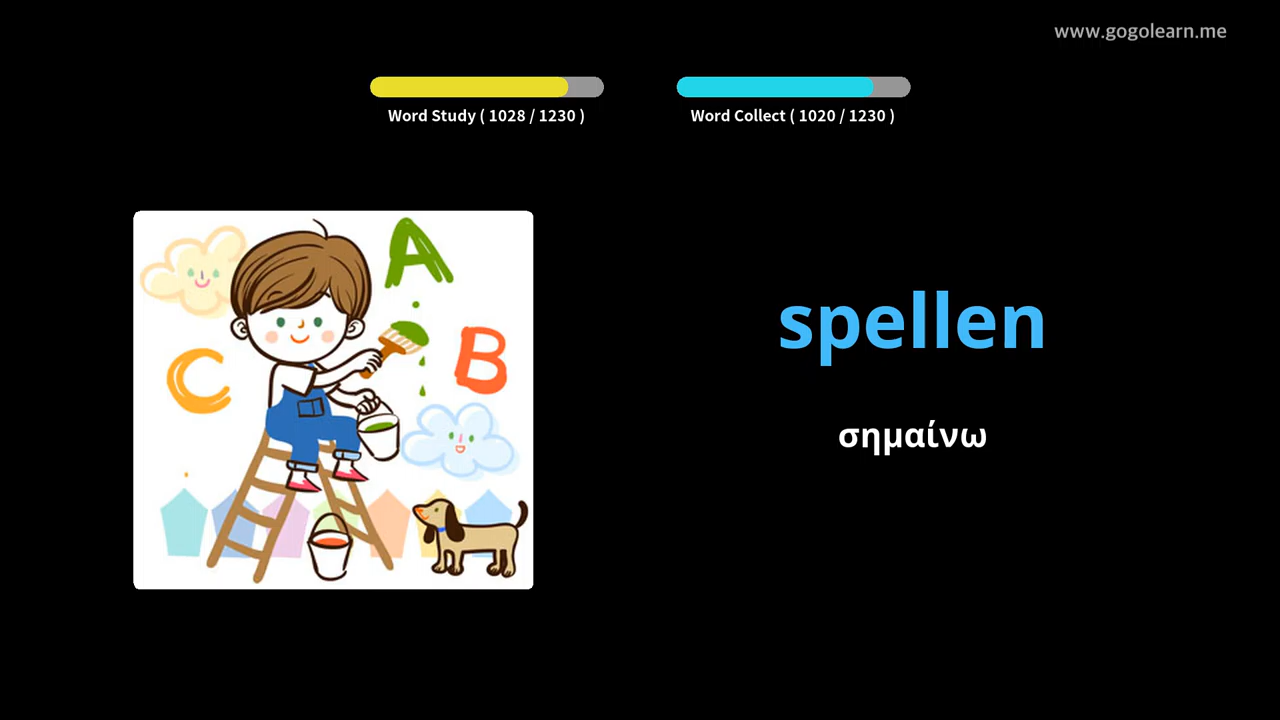 www.gogolearn.me
Word Study ( 1028 / 1230 )
Word Collect ( 1020 / 1230 )
A
B
C
spellen
σημαίνω